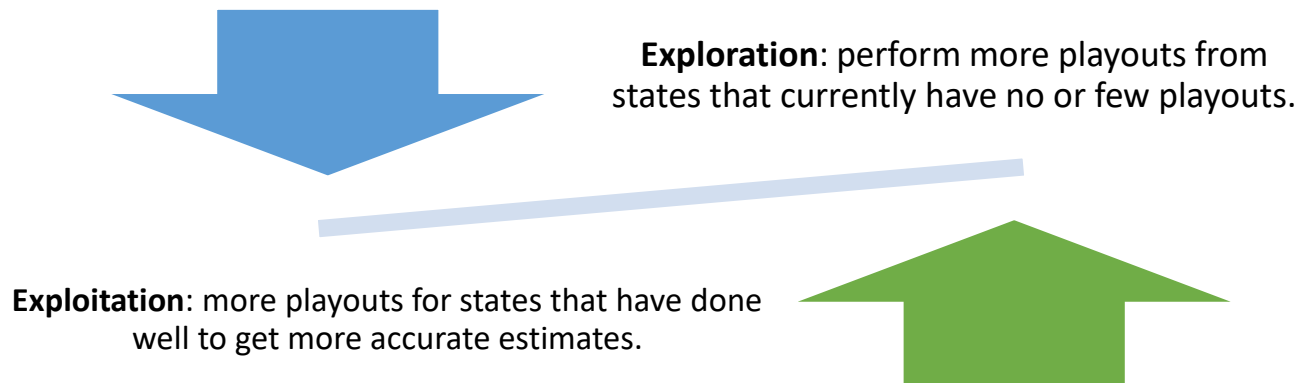 Exploration: perform more playouts from
states that currently have no or few playouts.
Exploitation: more playouts for states that have done
well to get more accurate estimates.